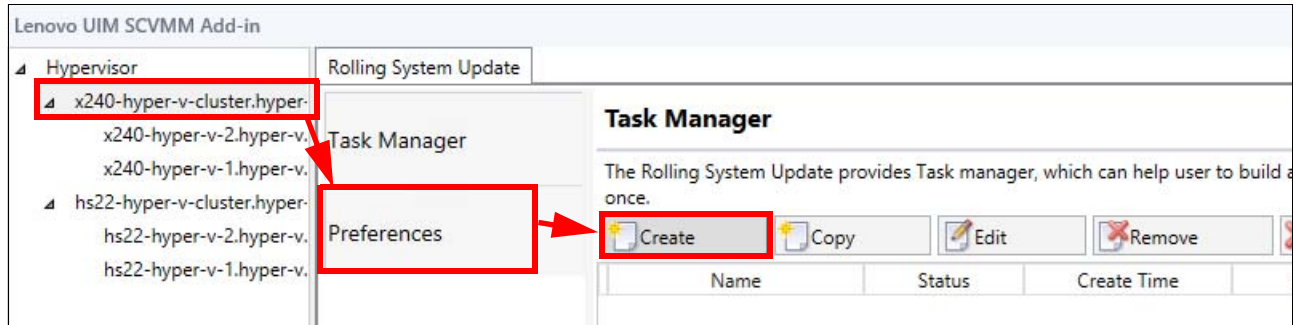 Lenovo UIM SCVMM Add-in
Hypervisor
x240-hyper-v-cluster.hyper-
x240-hyper-v-2.hyper-v.
x240-hyper-v-1.hyper-v.
hs22-hyper-v-cluster.hyper-
hs22-hyper-v-2.hyper-v.
hs22-hyper-v-1.hyper-v.
Rolling System Update
Task Manager
Preferences
Task Manager
The Rolling System Update provides Task manager, which can help user to build a
once.
Create Copy Edit Remove
Name Status Create Time